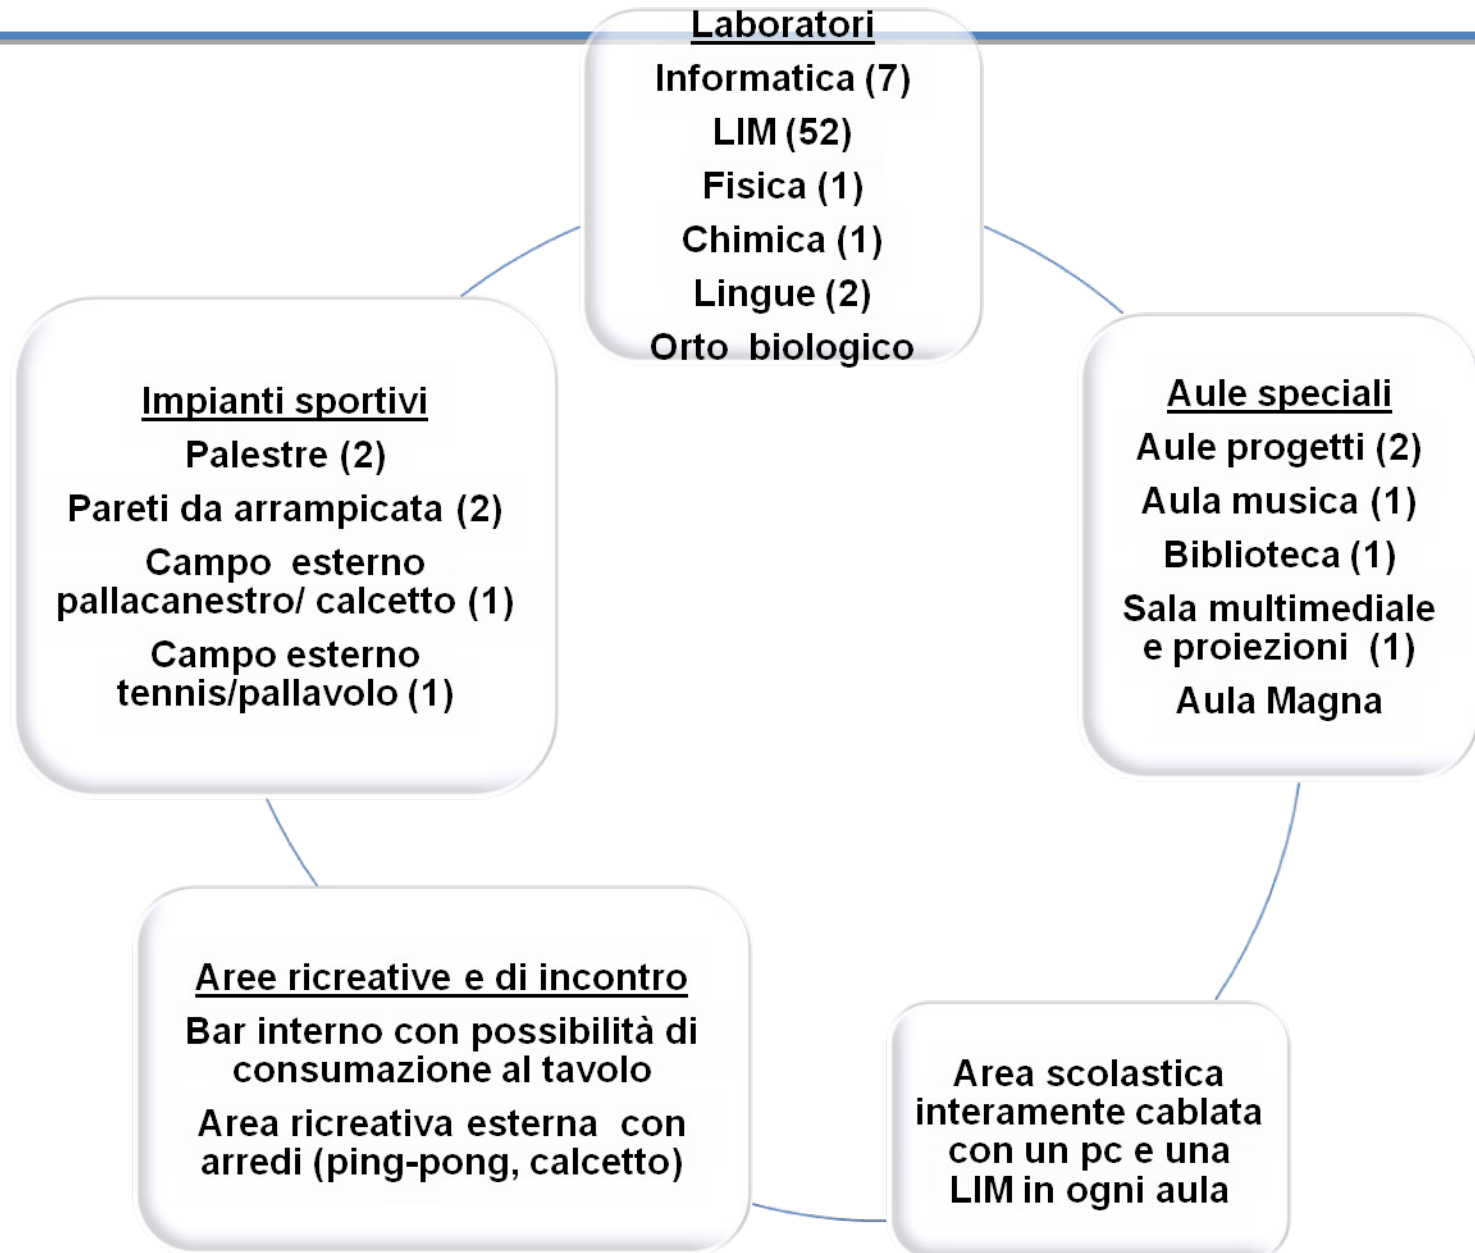 Laboratori
Informatica (7)
LIM (52)
Fisica (1)
Chimica (1)
Lingue (2)
Orto biologico
Impianti sportivi
Palestre (2)
Pareti da arrampicata (2)
Campo esterno
pallacanestro/ calcetto (1)
Campo esterno
tennis/pallavolo (1)
Aule speciali
Aule progetti (2)
Aula musica (1)
Biblioteca (1)
Sala multimediale
e proiezioni (1)
Aula Magna
Aree ricreative e di incontro
Bar interno con possibilità di
consumazione al tavolo
Area ricreativa esterna con
arredi (ping-pong, calcetto)
Area scolastica
interamente cablata
con un pc e una
LIM in ogni aula